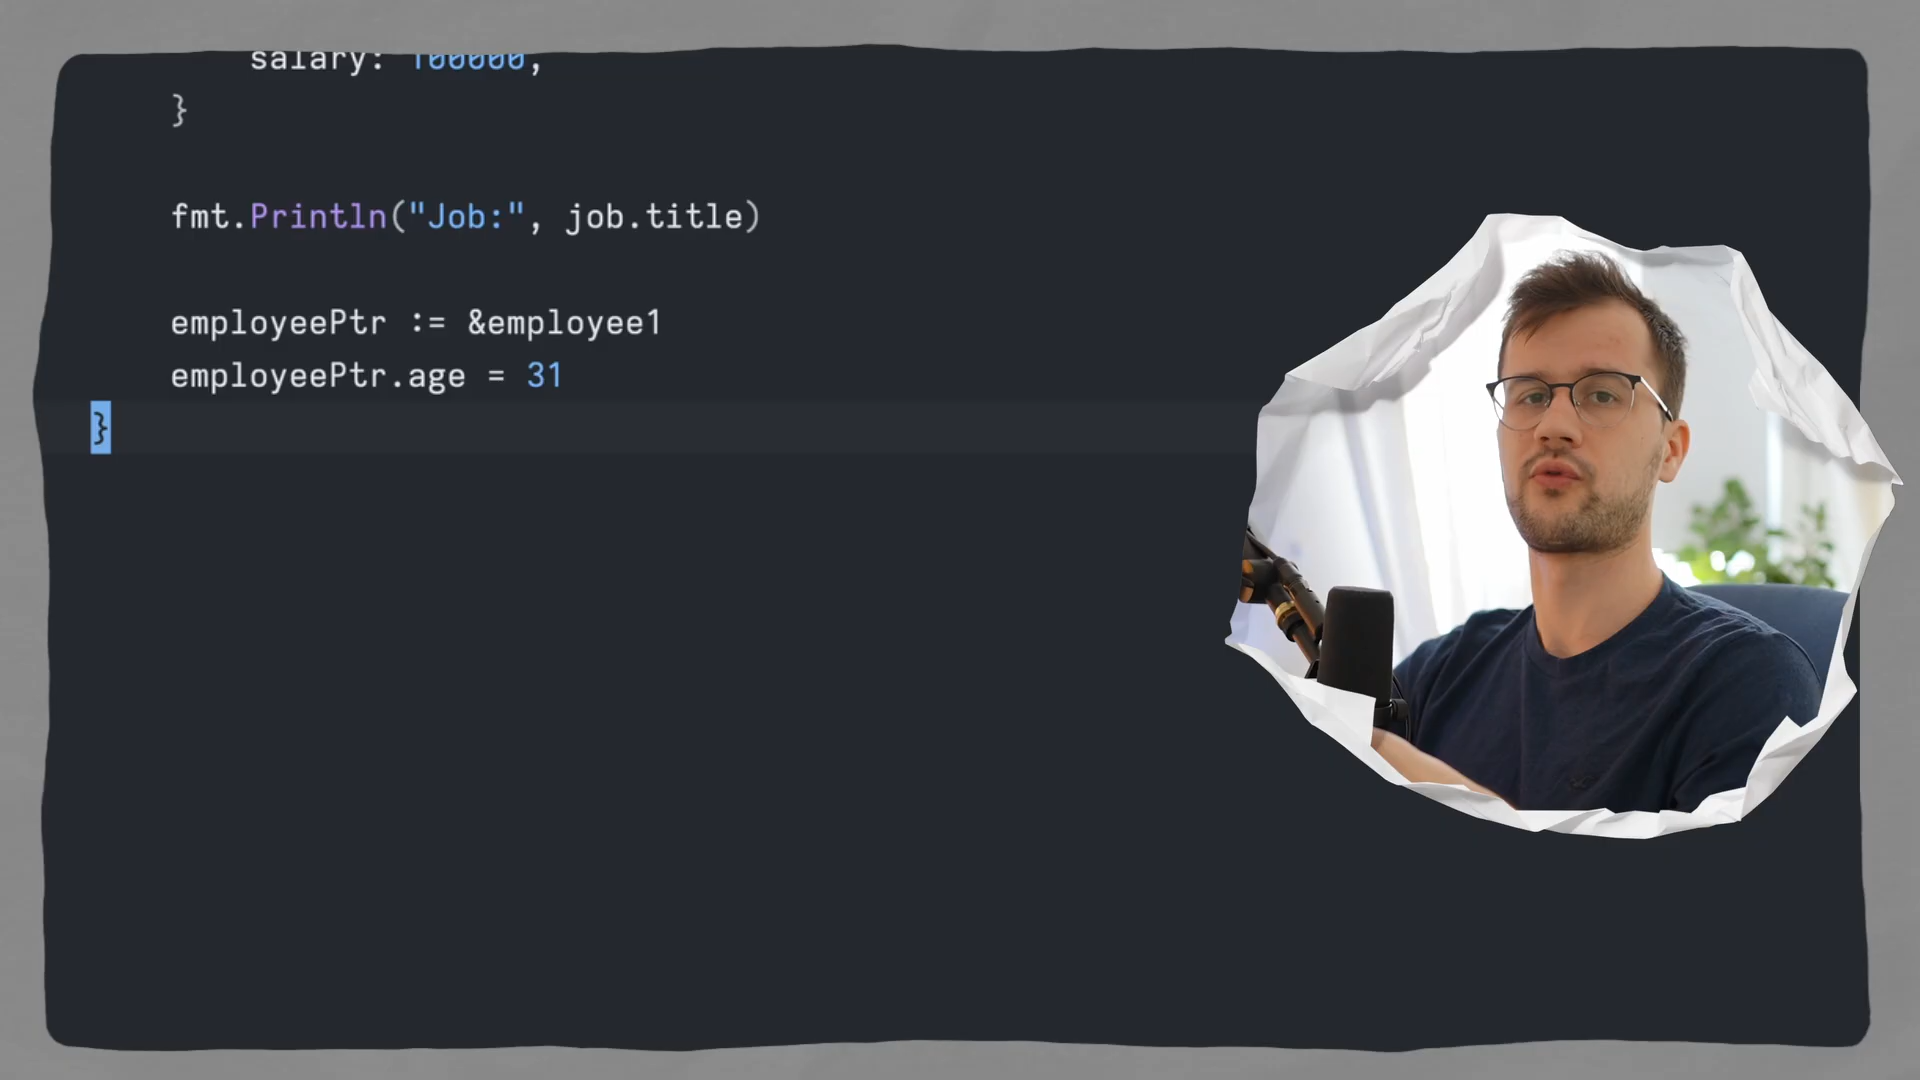 salary: 100000,
}
fmt.Println("Job:", job.title)
employeePtr := &employee1
employeePtr.age = 31
}